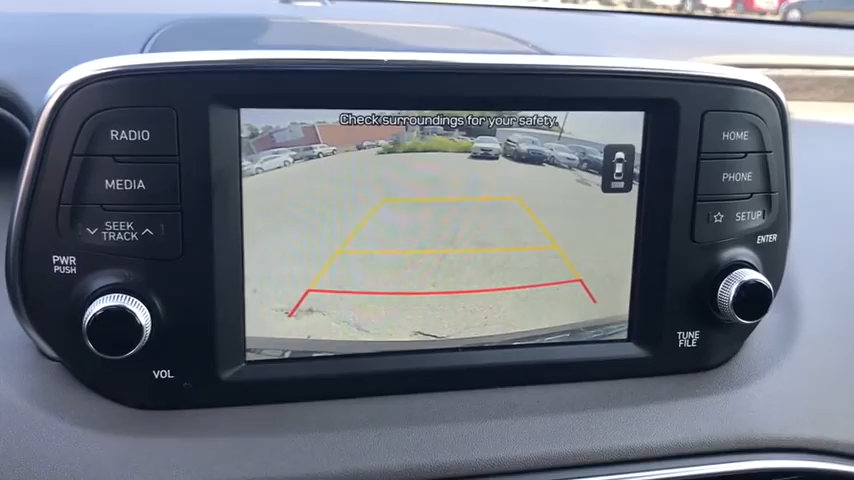 Check surroundings for your safety.
RADIO
MEDIA
SEEK
TRACK
PWR
PUSH
VOL
HOME
PHONE
SETUP
ENTER
TUNE
FILE